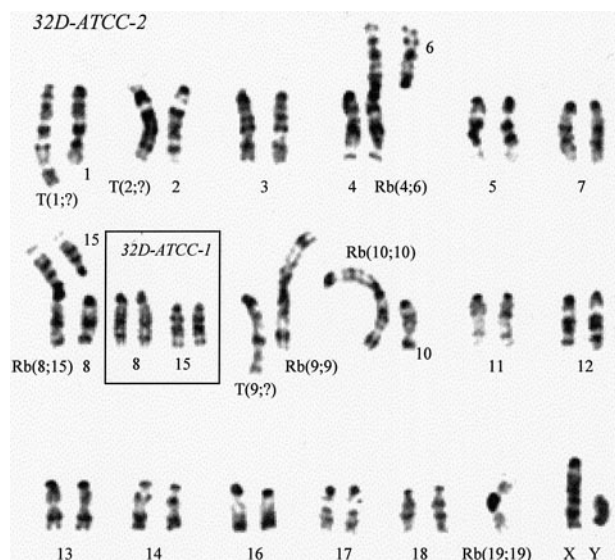 32D-ATCC-2
6
1
T(1;?)
T(2;?)
2
3
4
Rb(4;6)
5
7
15
32D-ATCC-1
Rb(10;10)
Rb(8;15)
8
8
15
T(9;?)
Rb(9;9)
10
11
12
13
14
16
17
18
Rb(19;19)
X
Y